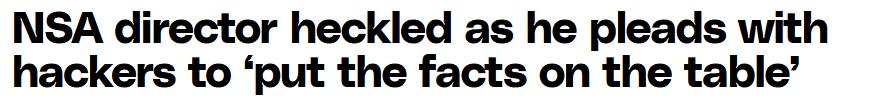 NSA director heckled as he pleads with
hackers to ‘put the facts on the table’